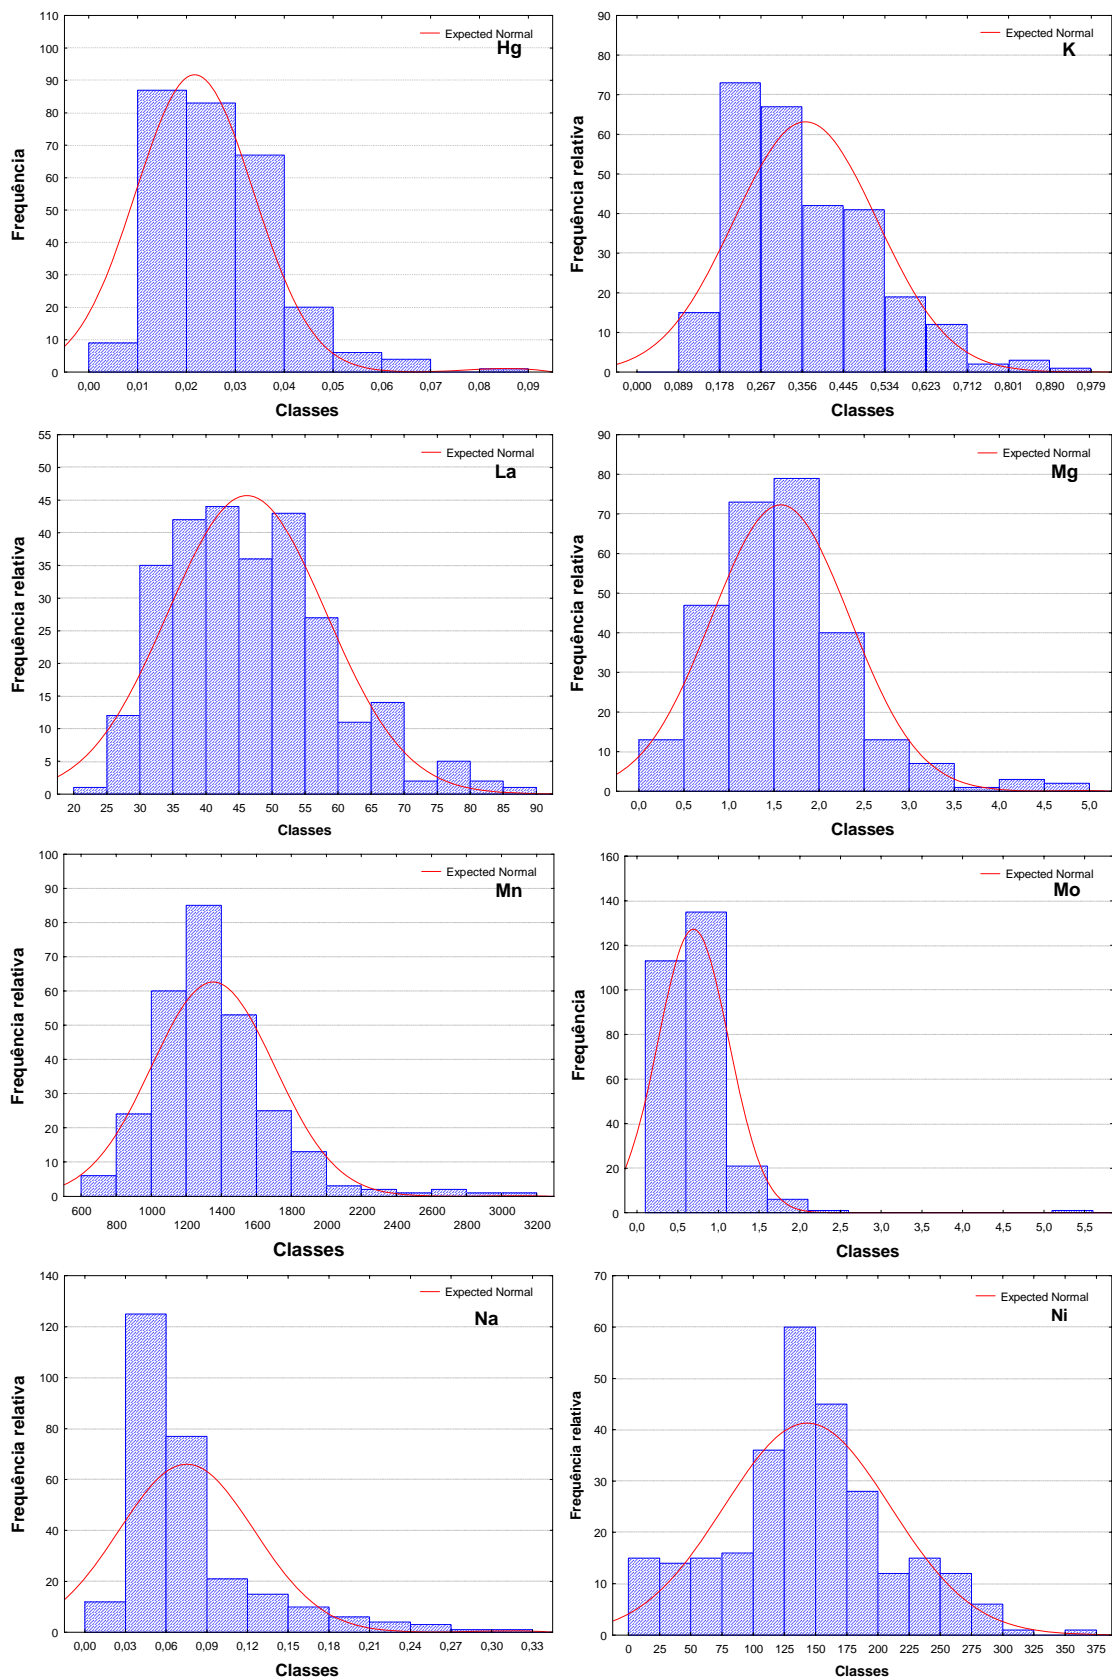 Expected Normal
Hg
Frequência
110
100
90
80
70
60
50
40
30
20
10
0
0,00 0,01 0,02 0,03 0,04 0,05 0,06 0,07 0,08 0,09
Classes
Expected Normal
K
Frequência relativa
90
80
70
60
50
40
30
20
10
0
0,000 0,089 0,178 0,267 0,356 0,445 0,534 0,623 0,712 0,801 0,890 0,979
Classes
Expected Normal
La
Frequência relativa
55
50
45
40
35
30
25
20
15
10
5
0
20 25 30 35 40 45 50 55 60 65 70 75 80 85 90
Classes
Expected Normal
Mg
Frequência relativa
90
80
70
60
50
40
30
20
10
0
0,0 0,5 1,0 1,5 2,0 2,5 3,0 3,5 4,0 4,5 5,0
Classes
Expected Normal
Mn
Frequência relativa
100
90
80
70
60
50
40
30
20
10
0
600 800 1000 1200 1400 1600 1800 2000 2200 2400 2600 2800 3000 3200
Classes
Expected Normal
Mo
Frequência
160
140
120
100
80
60
40
20
0
0,0 0,5 1,0 1,5 2,0 2,5 3,0 3,5 4,0 4,5 5,0 5,5
Classes
Expected Normal
Na
Frequência relativa
140
120
100
80
60
40
20
0
0,00 0,03 0,06 0,09 0,12 0,15 0,18 0,21 0,24 0,27 0,30 0,33
Classes
Expected Normal
Ni
Frequência relativa
70
60
50
40
30
20
10
0
0 25 50 75 100 125 150 175 200 225 250 275 300 325 350 375
Classes